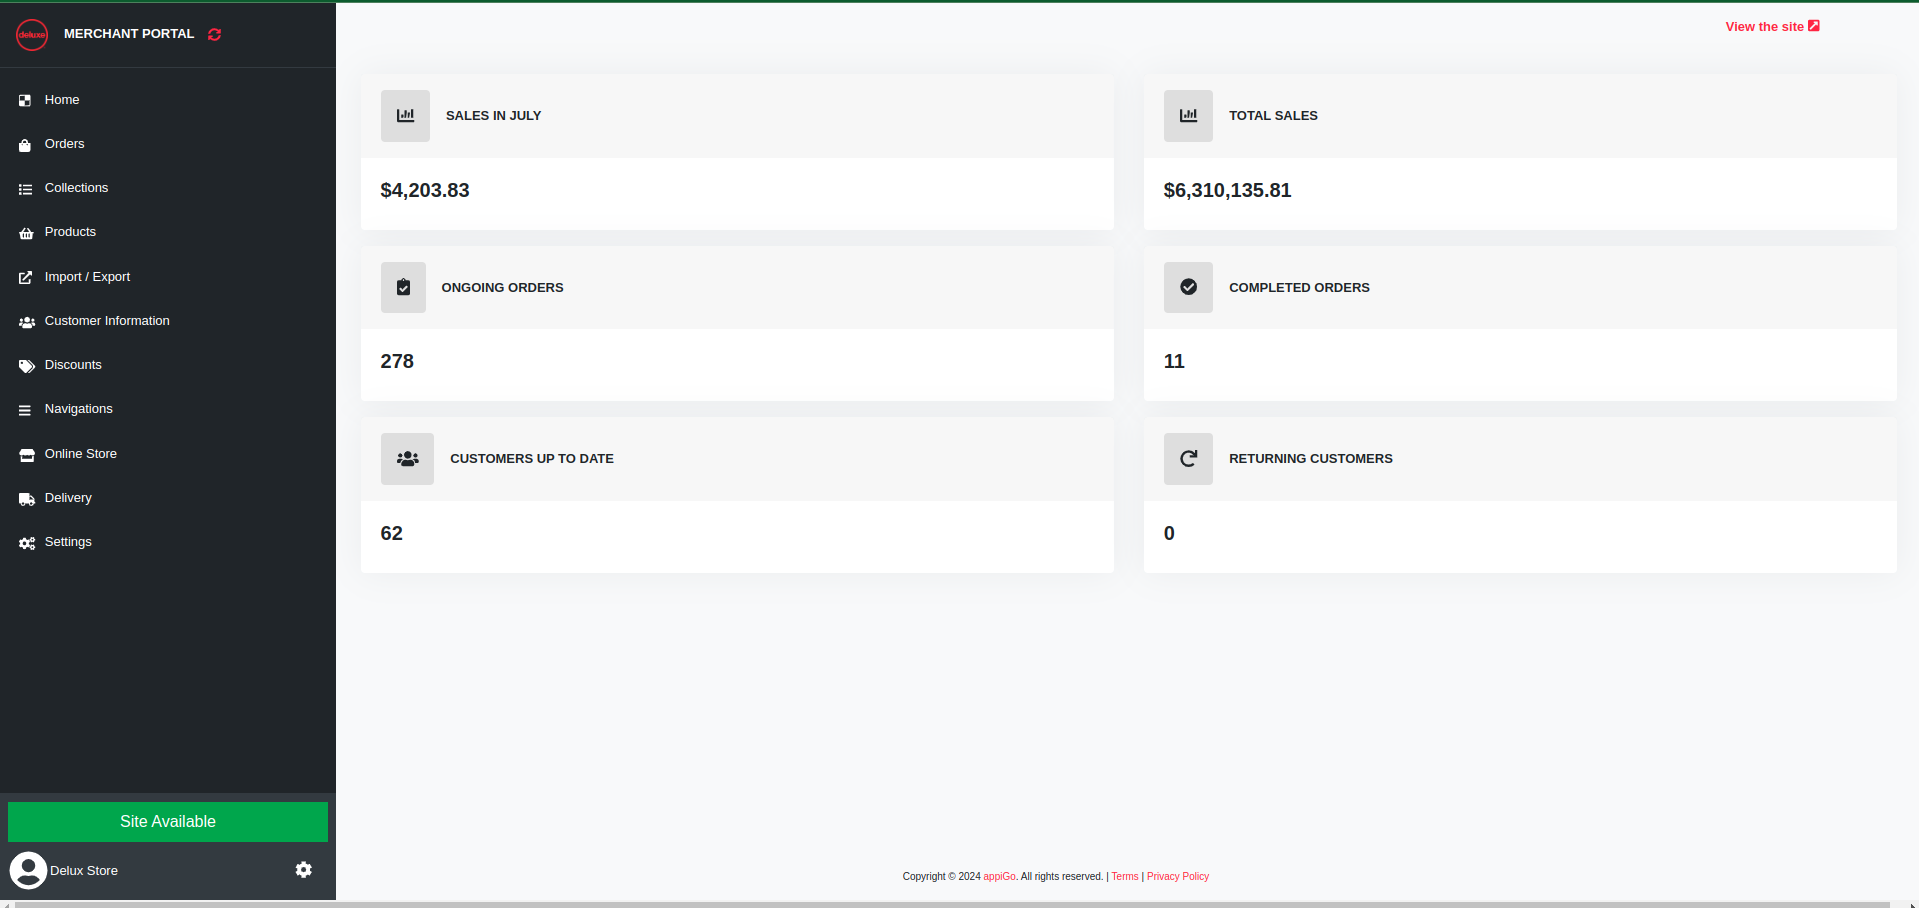 deluxe
MERCHANT PORTAL
View the site
Home
Orders
Collections
Products
Import / Export
Customer Information
Discounts
Navigations
Online Store
Delivery
Settings
SALES IN JULY
$4,203.83
TOTAL SALES
$6,310,135.81
ONGOING ORDERS
278
COMPLETED ORDERS
11
CUSTOMERS UP TO DATE
62
RETURNING CUSTOMERS
0
Site Available
Delux Store
Copyright © 2024 appiGo. All rights reserved. | Terms | Privacy Policy